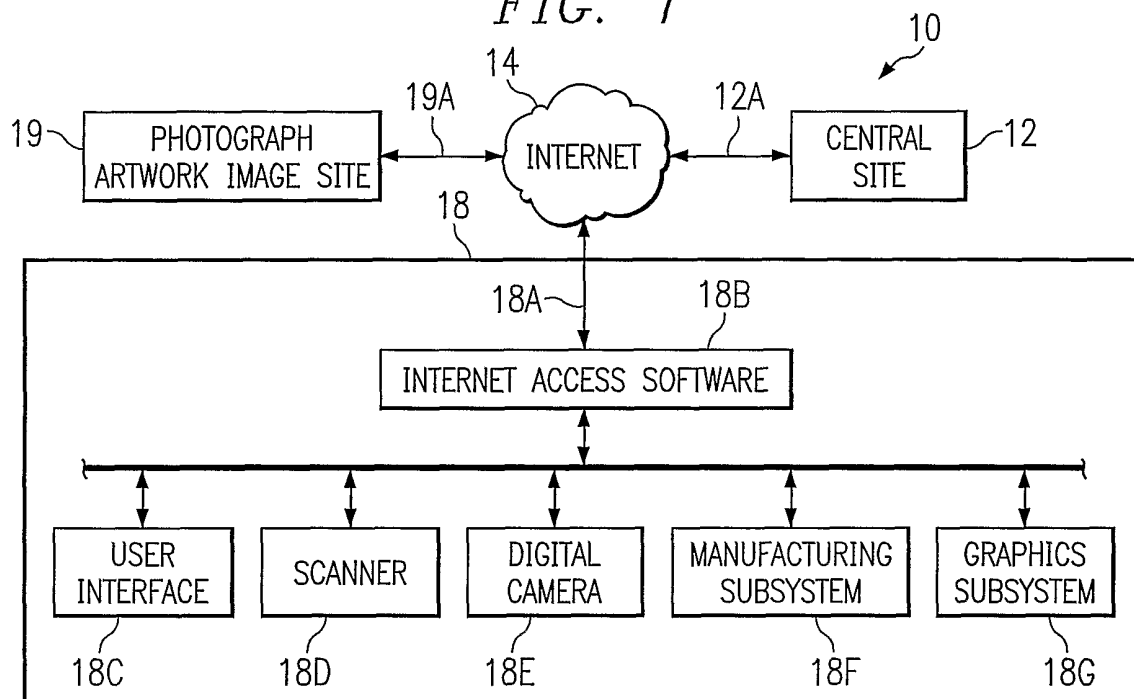 FIG. 1
10
14
19A
12A
19
PHOTOGRAPH
ARTWORK IMAGE SITE
INTERNET
CENTRAL
SITE
12
18
18A
18B
INTERNET ACCESS SOFTWARE
USER
INTERFACE
SCANNER
DIGITAL
CAMERA
MANUFACTURING
SUBSYSTEM
GRAPHICS
SUBSYSTEM
18C
18D
18E
18F
18G